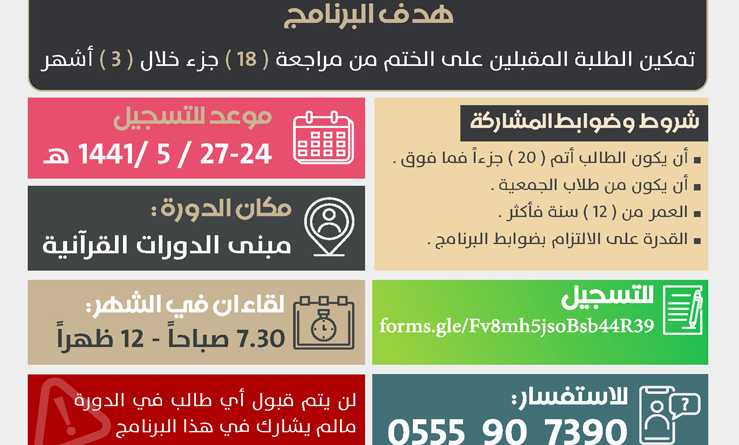 هدف البرنامج
تمكين الطلبة المقبلين على الختم من مراجعة ( 18 ) جزء خلال ( 3 ) أشهر
شروط وضوابط المشاركة
أن يكون الطالب أتم ( 20 ) جزءاً فما فوق .
أن يكون من طلاب الجمعية .
العمر من ( 12 ) سنة فأكثر .
القدرة على الالتزام بضوابط البرنامج .
موعد للتسجيل
24-27 / 5 /1441 هـ
مكان الدورة :
مبنى الدورات القرآنية
للتسجيل
forms.gle/Fv8mh5jsoBsb44R39
لقاءان في الشهر:
7.30 صباحاً - 12 ظهراً
للاستفسار:
0555 90 7390
لن يتم قبول أي طالب في الدورة
مالم يشارك في هذا البرنامج